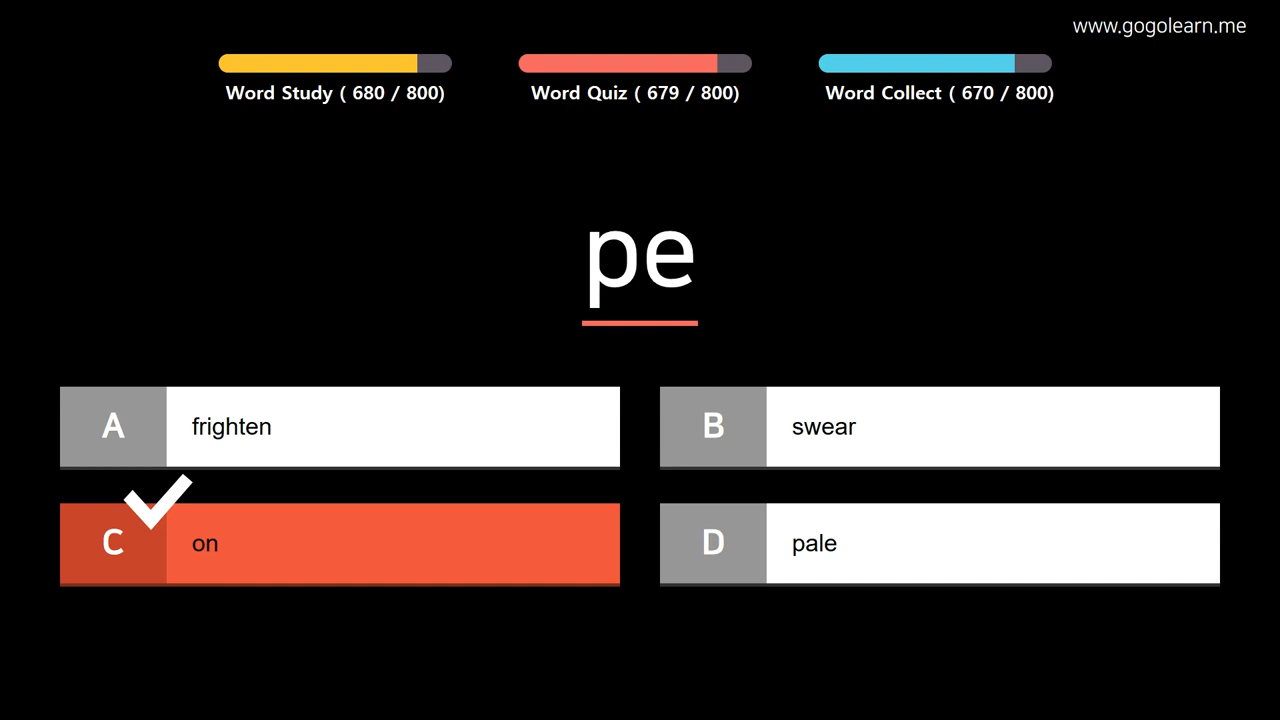 www.gogolearn.me
Word Study ( 680 / 800)
Word Quiz ( 679 / 800)
Word Collect ( 670 / 800)
pe
A frighten
B swear
C on
D pale